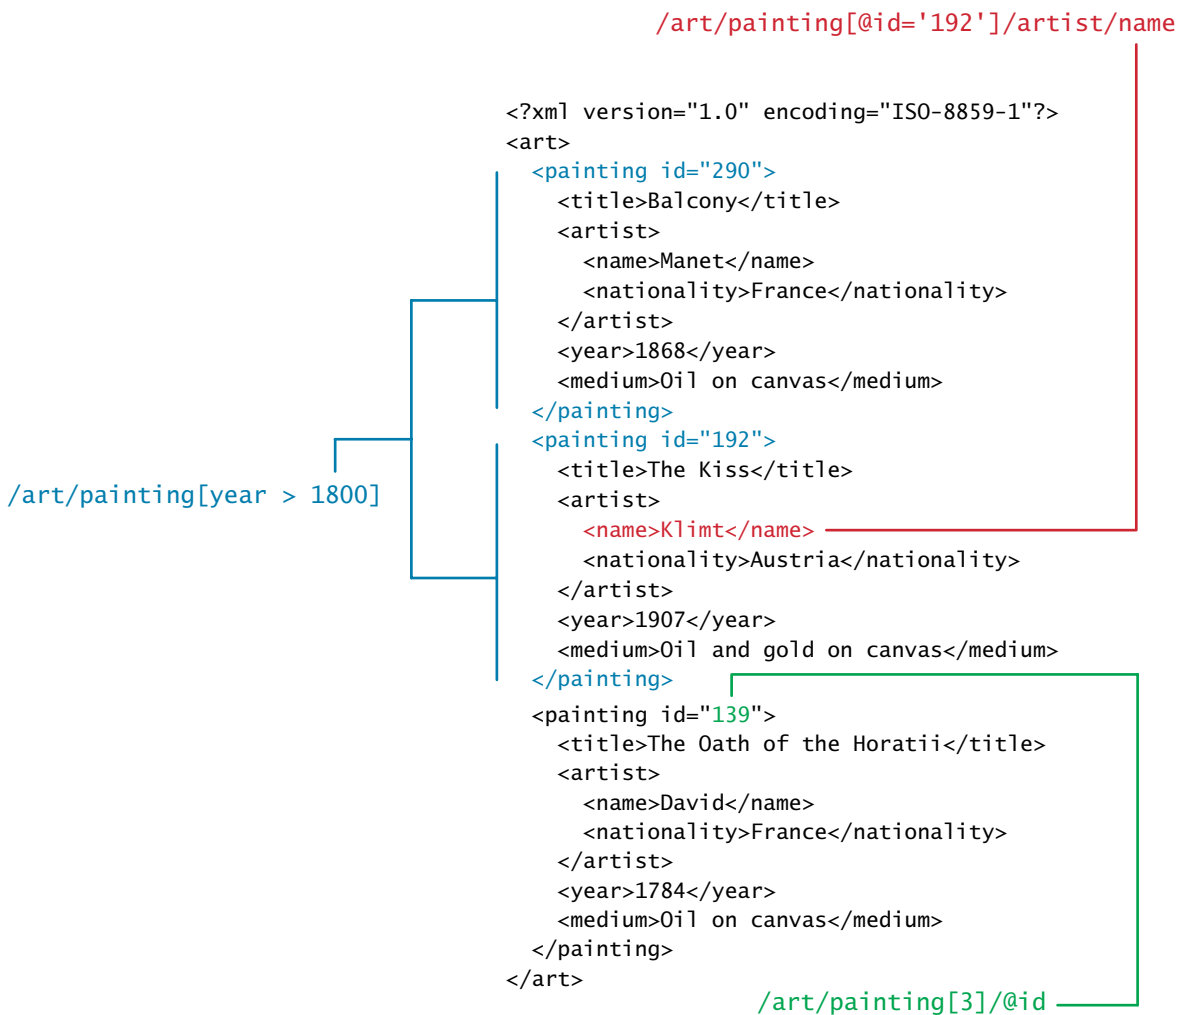 /art/painting[@id='192']/artist/name
<?xml version="1.0" encoding="ISO-8859-1"?>
<art>
<painting id="290">
<title>Balcony</title>
<artist>
<name>Manet</name>
<nationality>France</nationality>
</artist>
<year>1868</year>
<medium>Oil on canvas</medium>
</painting>
<painting id="192">
<title>The Kiss</title>
/art/painting[year > 1800]
<artist>
<name>Klimt</name>
<nationality>Austria</nationality>
</artist>
<year>1907</year>
<medium>Oil and gold on canvas</medium>
</painting>
<painting id="139">
<title>The Oath of the Horatii</title>
<artist>
<name>David</name>
<nationality>France</nationality>
</artist>
<year>1784</year>
<medium>Oil on canvas</medium>
</painting>
</art>
/art/painting[3]/@id